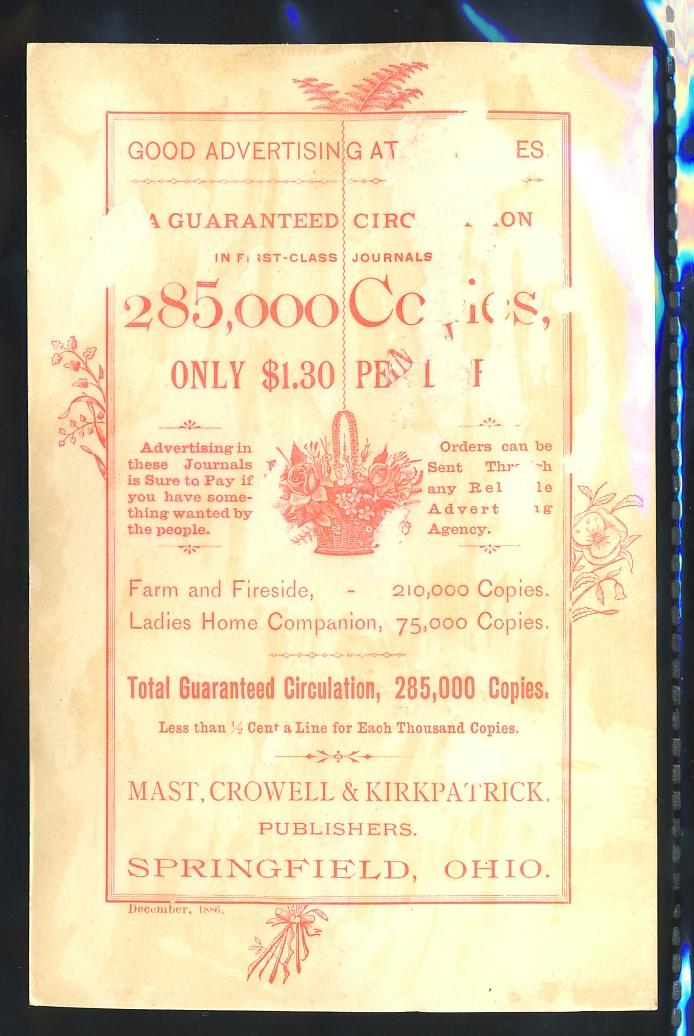 GOOD ADVERTISING AT
A GUARANTEED
IN FIRST-CLASS JOURNALS
285,000 Copies,
ONLY $1.30
Advertising in
these Journals
is Sure to Pay if
you have some-
thing wanted by
the people.
Orders can be
Sent Through
any
Agency.
Farm and Fireside, - 210,000 Copies.
Ladies Home Companion, 75,000 Copies.
Total Guaranteed Circulation, 285,000 Copies.
Less than ½ Cent a Line for Each Thousand Copies.
MAST, CROWELL & KIRKPATRICK.
PUBLISHERS.
SPRINGFIELD, OHIO.
December, 1886.